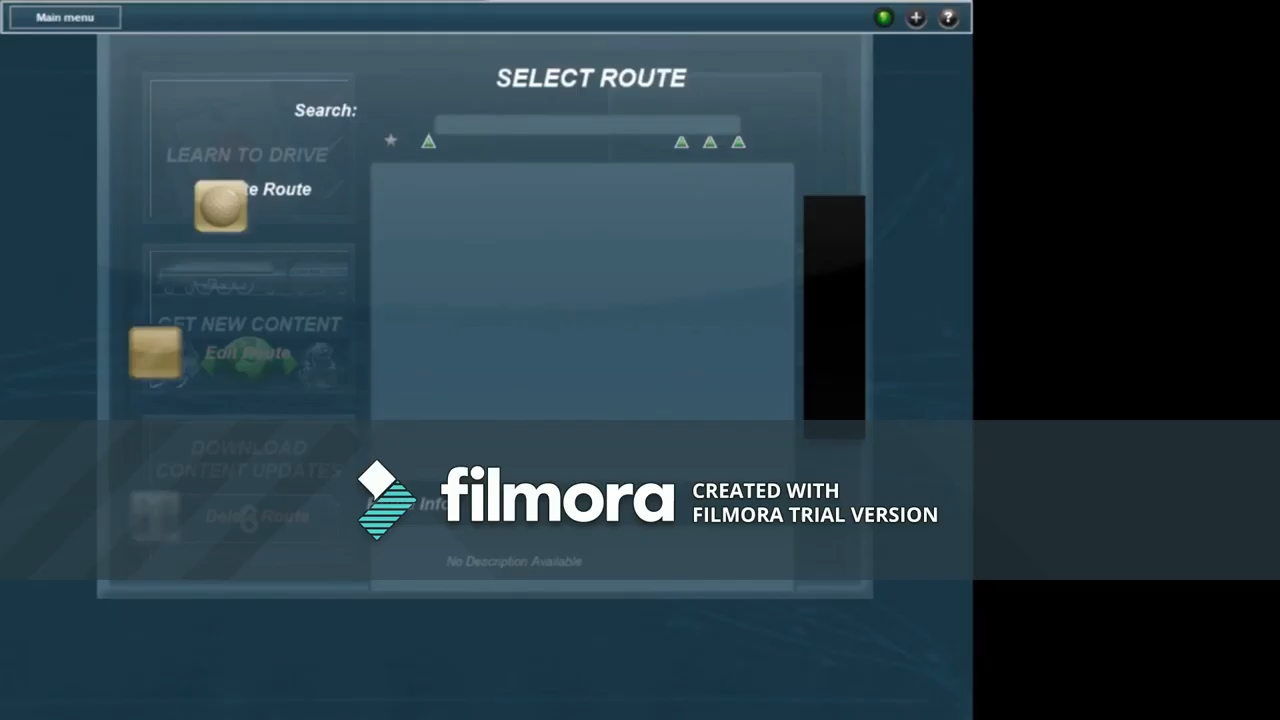 Main menu
?
SELECT ROUTE
Search:
LEARN TO DRIVE
Route
GET NEW CONTENT
Edit Route
DOWNLOAD
CONTENT UPDATES
Delete Route
Info
filmora
CREATED WITH
FILMORA TRIAL VERSION
No Description Available